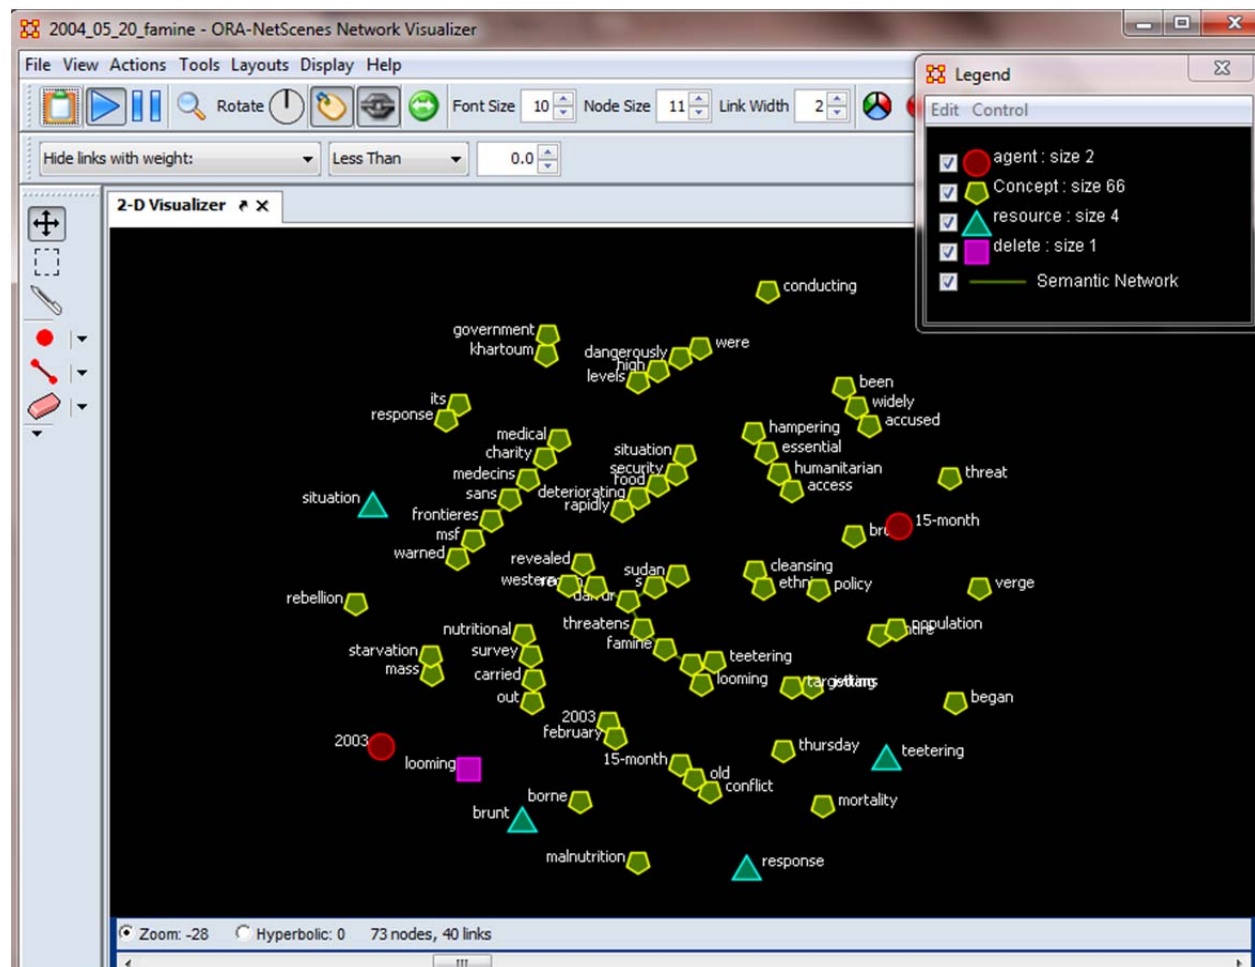 2004_05_20_famine - ORA-NetScenes Network Visualizer
File View Actions Tools Layouts Display Help
Rotate Font Size 10 Node Size 11 Link Width 2
Hide links with weight: Less Than 0.0
2-D Visualizer
Legend
Edit Control
agent : size 2
Concept : size 66
resource : size 4
delete : size 1
Semantic Network
conducting
government
khartoum
were
dangerously
high
levels
been
widely
accused
its
response
medical
charity
medecins
sans
frontieres
msf
warned
situation
security
food
deteriorating
rapidly
hampering
essential
humanitarian
access
threat
situation
15-month
revealed
western
sudan
s
darfur
cleansing
policy
verge
rebellion
threatens
famine
population
nutritional
survey
carried
out
starvation
mass
teetering
looming
began
2003
february
2003
looming
15-month
old
conflict
thursday
teetering
borne
brunt
mortality
malnutrition
response
Zoom: -28 Hyperbolic: 0 73 nodes, 40 links